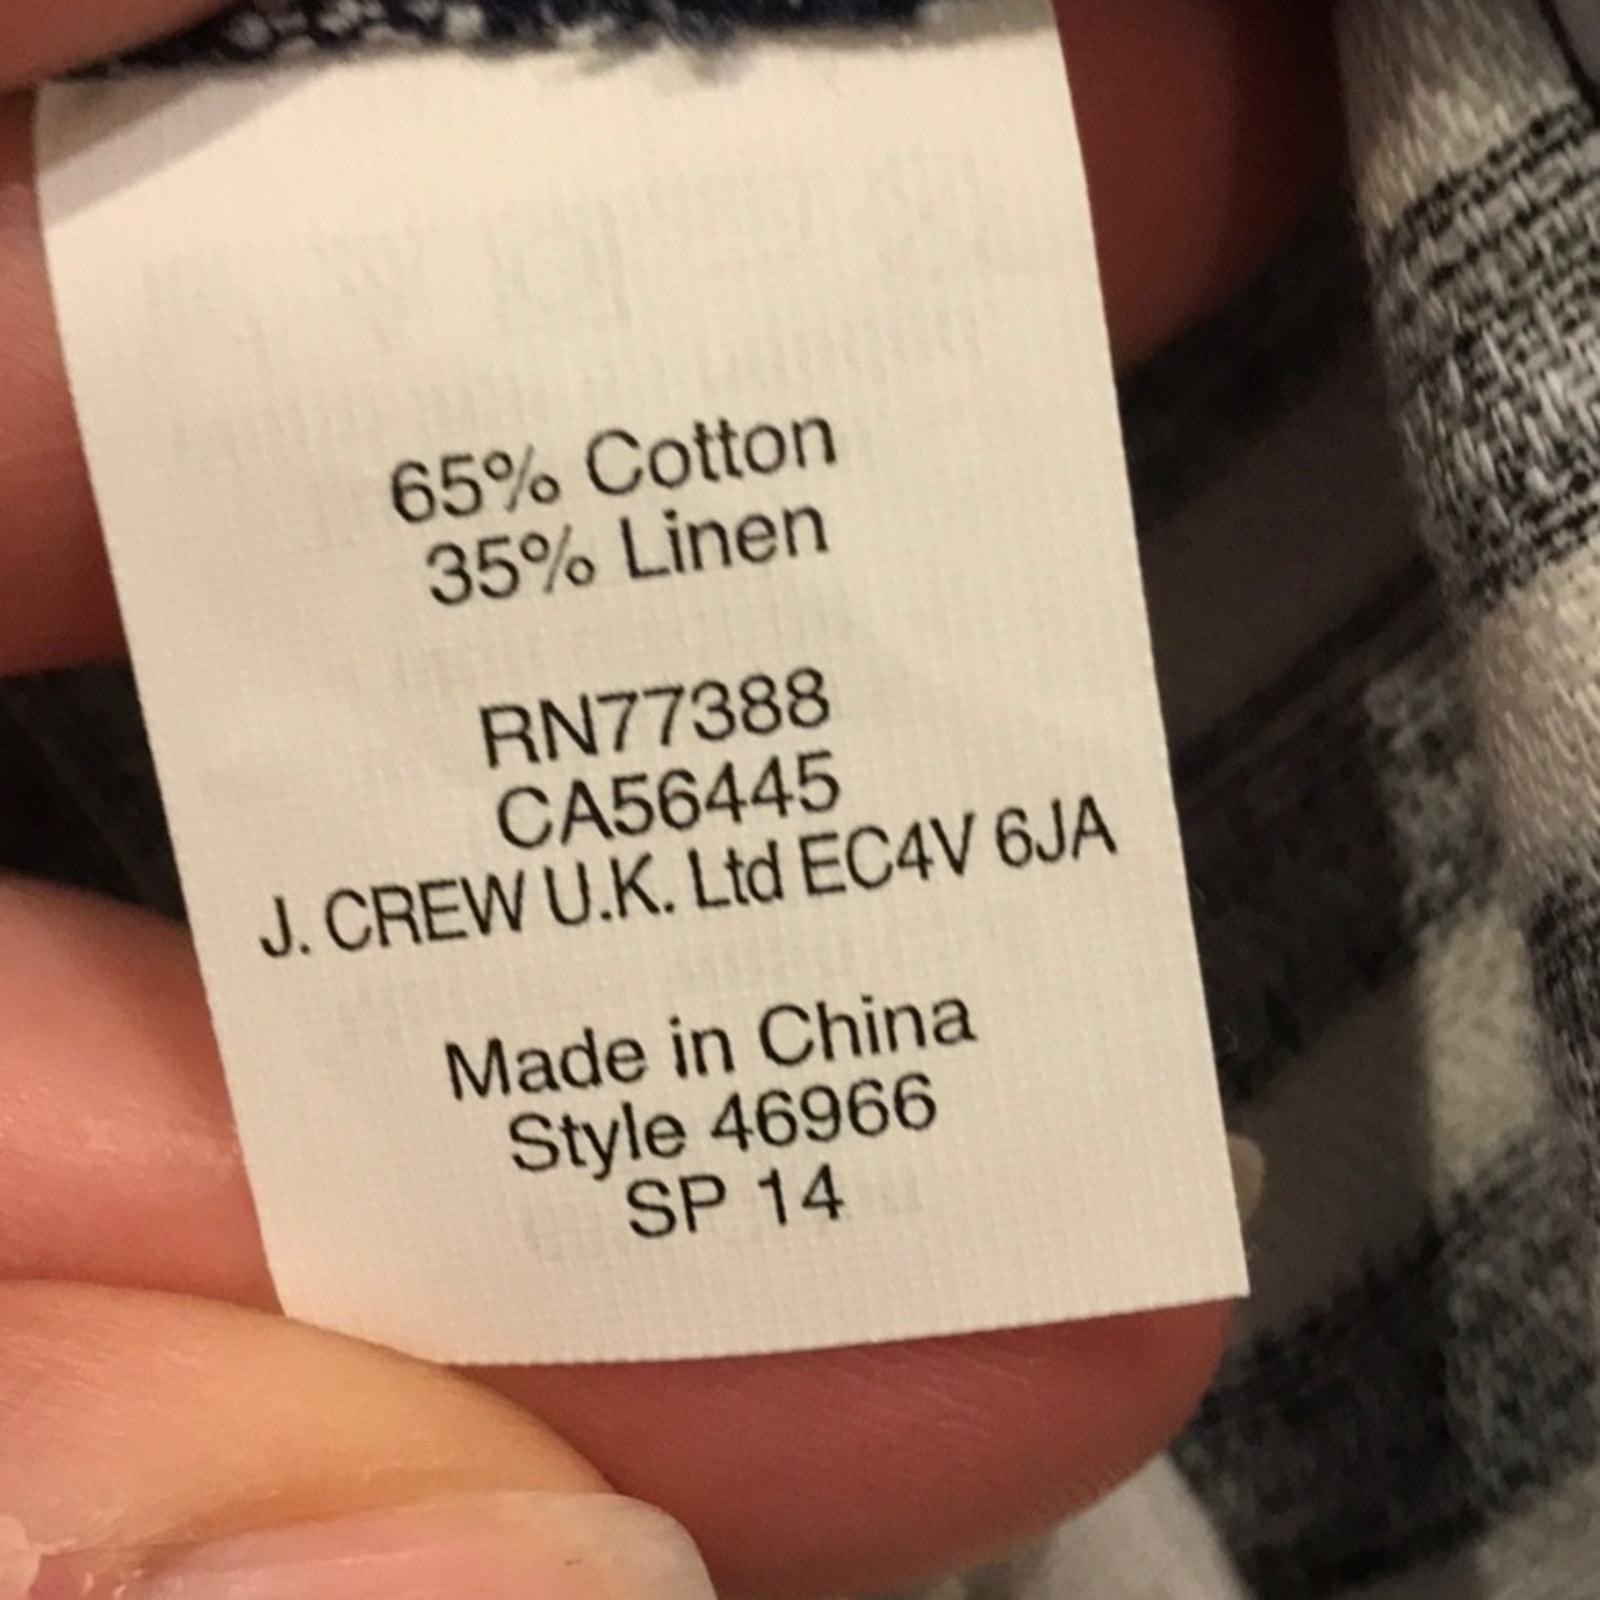 65% Cotton
35% Linen
RN77388
CA56445
J. CREW U.K. Ltd EC4V 6JA
Made in China
Style 46966
SP 14